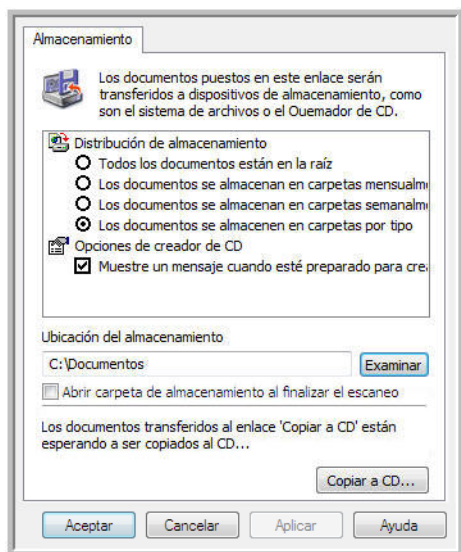 Almacenamiento
Los documentos puestos en este enlace serán
transferidos a dispositivos de almacenamiento, como
son el sistema de archivos o el Quemador de CD.
Distribución de almacenamiento
Todos los documentos están en la raíz
Los documentos se almacenan en carpetas mensualm
Los documentos se almacenan en carpetas semanalm
Los documentos se almacenen en carpetas por tipo
Opciones de creador de CD
Muestre un mensaje cuando esté preparado para crea
Ubicación del almacenamiento
C:\Documentos
Examinar
Abrir carpeta de almacenamiento al finalizar el escaneo
Los documentos transferidos al enlace 'Copiar a CD' están
esperando a ser copiados al CD...
Copiar a CD...
Aceptar
Cancelar
Aplicar
Ayuda